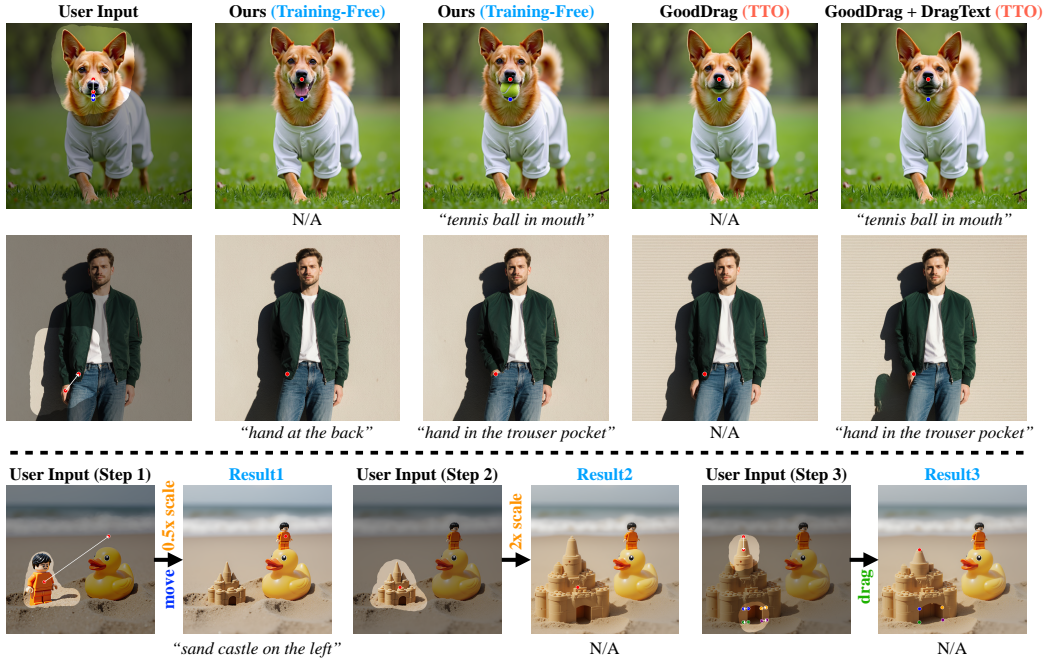 User Input
Ours (Training-Free)
Ours (Training-Free)
GoodDrag (TTO)
GoodDrag + DragText (TTO)
N/A
“tennis ball in mouth”
N/A
“tennis ball in mouth”
“hand at the back”
“hand in the trouser pocket”
N/A
“hand in the trouser pocket”
User Input (Step 1)
Result1
User Input (Step 2)
Result2
User Input (Step 3)
Result3
move 0.5x scale
2x scale
drag
“sand castle on the left”
N/A
N/A